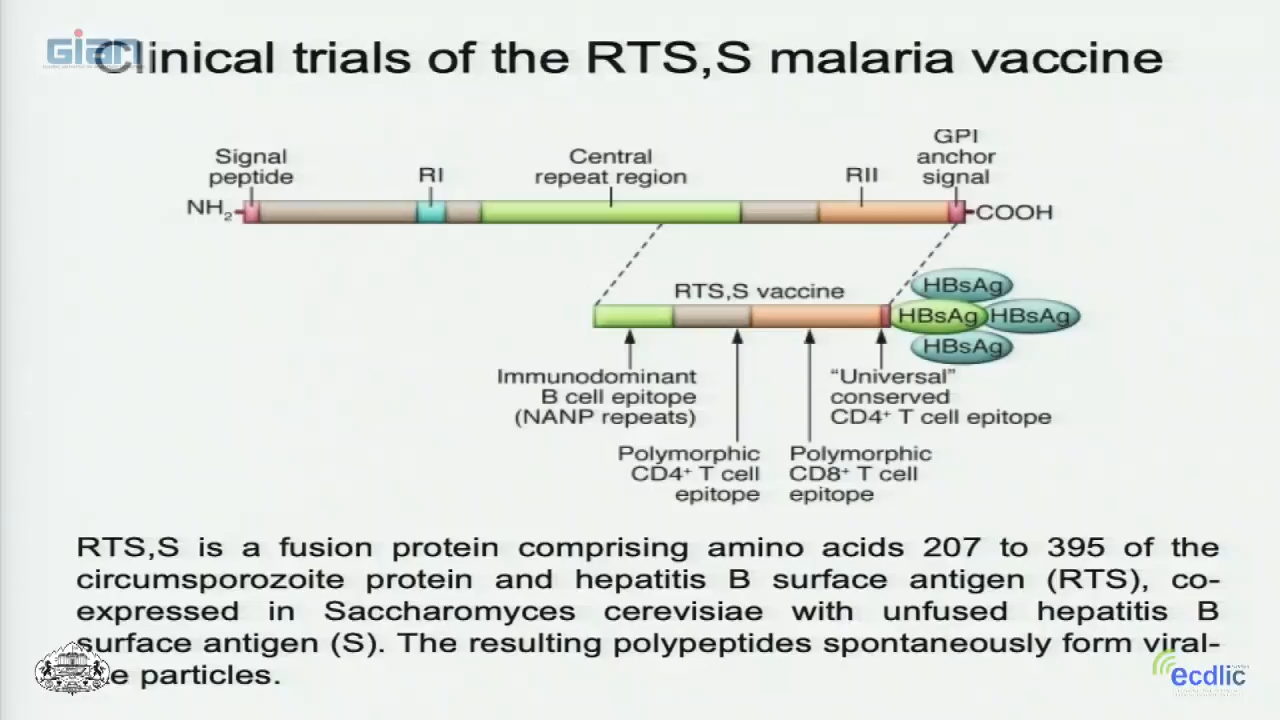 GIAN
Clinical trials of the RTS,S malaria vaccine
Signal
peptide
RI
Central
repeat region
RII
GPI
anchor
signal
NH2
COOH
RTS,S vaccine
HBsAg
HBsAg
HBsAg
HBsAg
Immunodominant
B cell epitope
(NANP repeats)
"Universal"
conserved
CD4+ T cell epitope
Polymorphic
CD4+ T cell
epitope
Polymorphic
CD8+ T cell
epitope
RTS,S is a fusion protein comprising amino acids 207 to 395 of the
circumsporozoite protein and hepatitis B surface antigen (RTS), co-
expressed in Saccharomyces cerevisiae with unfused hepatitis B
surface antigen (S). The resulting polypeptides spontaneously form viral-
particles.
ecdlic